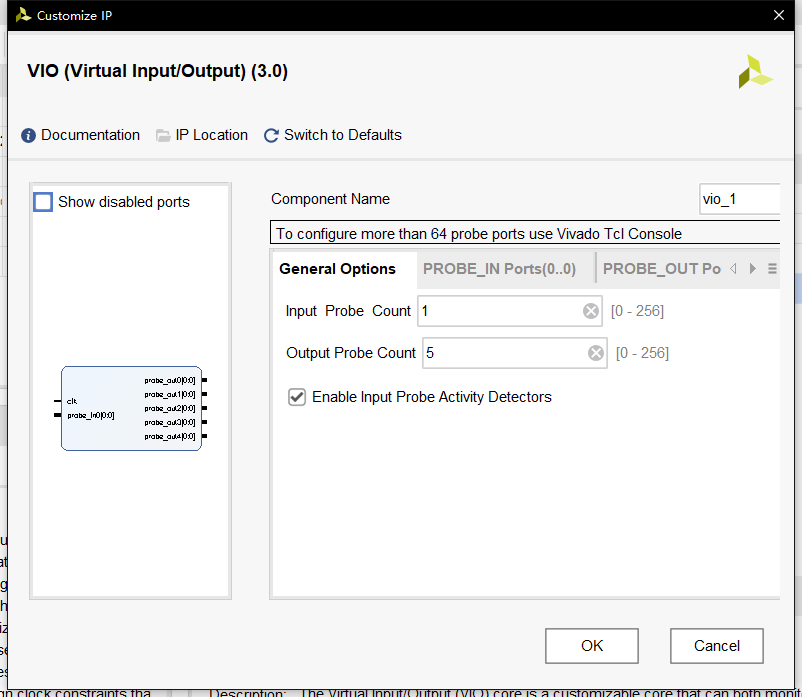 Customize IP
VIO (Virtual Input/Output) (3.0)
Documentation IP Location Switch to Defaults
Show disabled ports
Component Name vio_1
To configure more than 64 probe ports use Vivado Tcl Console
General Options PROBE_IN Ports(0..0) PROBE_OUT Po
Input Probe Count 1 [0 - 256]
Output Probe Count 5 [0 - 256]
Enable Input Probe Activity Detectors
probe_out0[0:0]
probe_out1[0:0]
clk
probe_out2[0:0]
probe_in0[0:0]
probe_out3[0:0]
probe_out4[0:0]
OK Cancel
gn clock constraints tha
Description: The Virtual Input/Output (VIO) core is a customizable core that can both monit